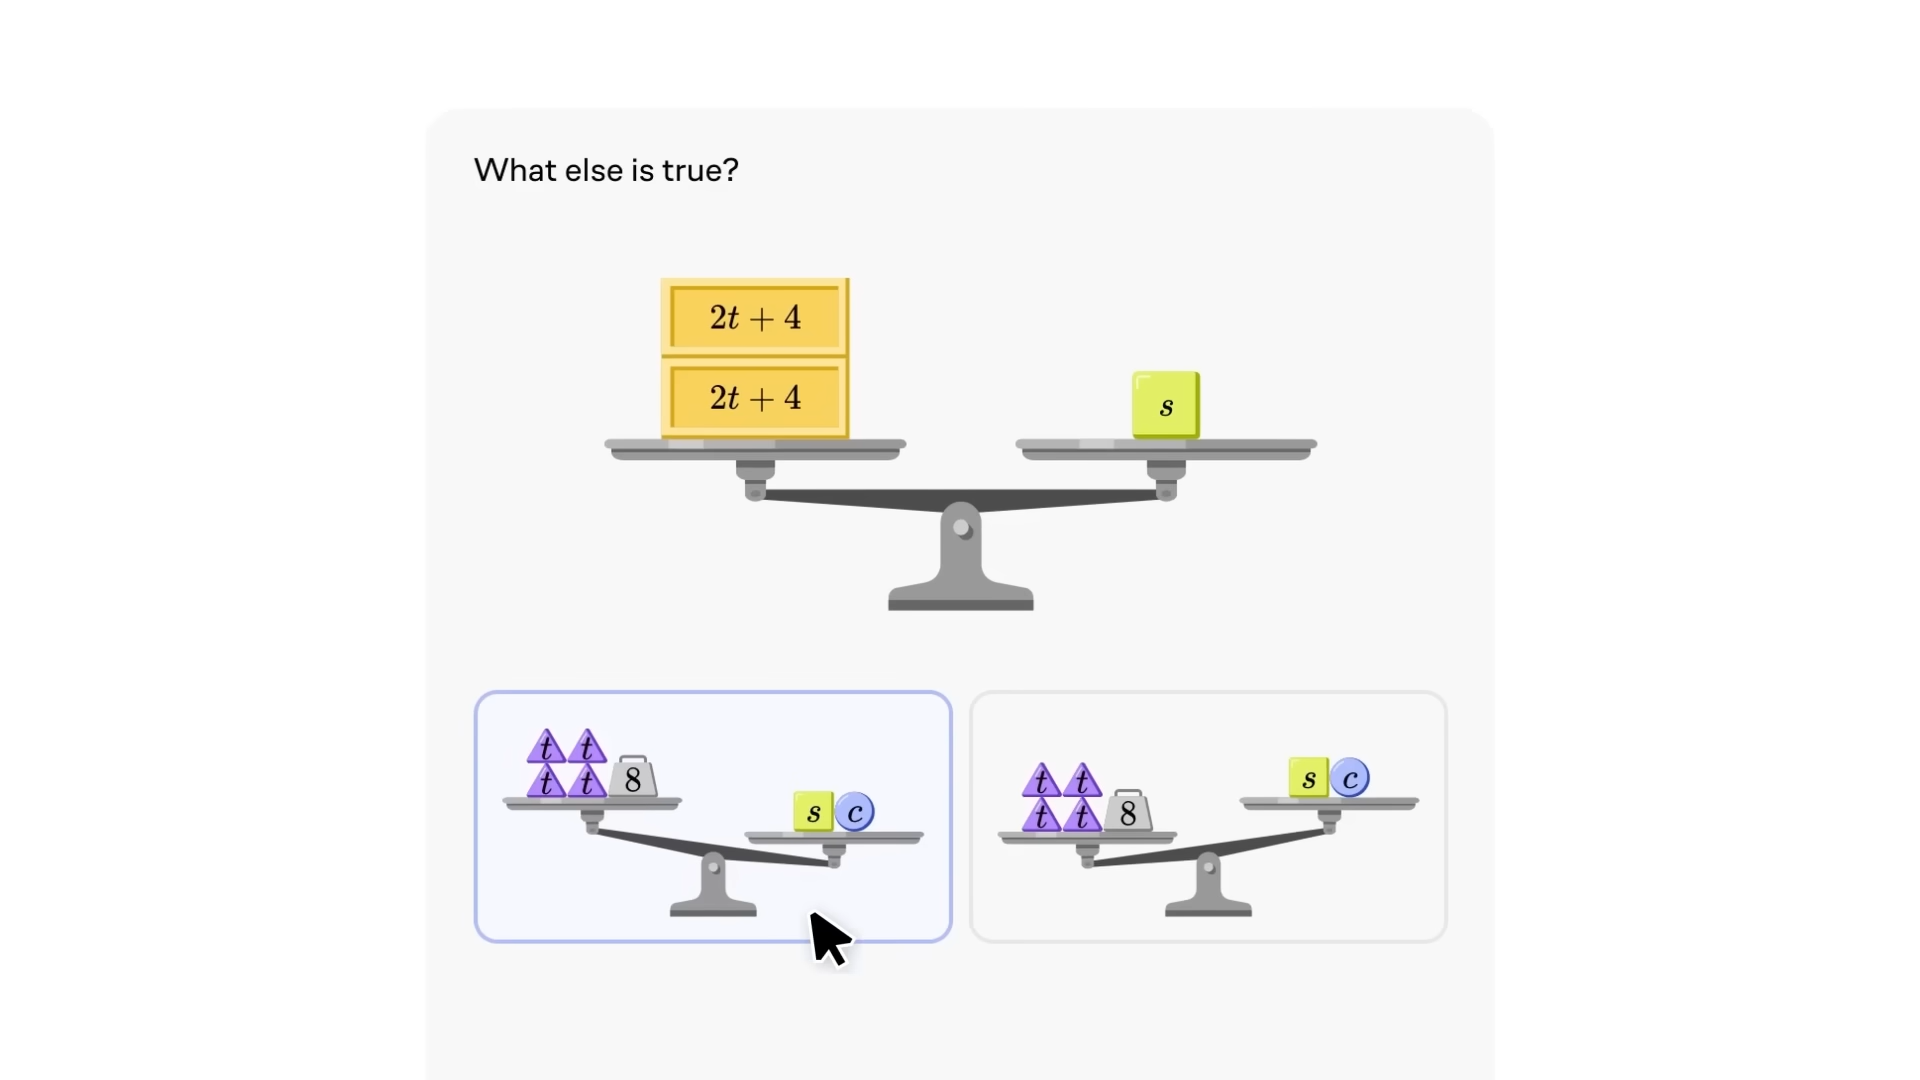 What else is true?
2t + 4
2t + 4
s
t t
t t 8
s c
t t
t t 8
s c